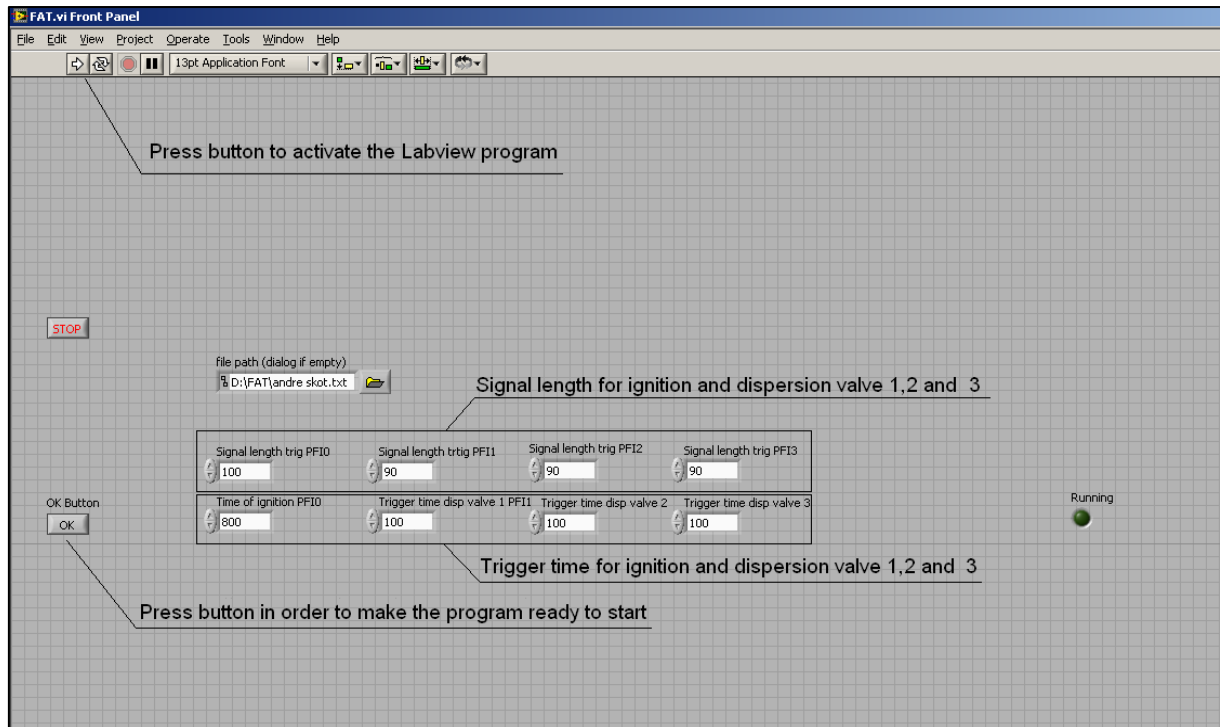 FAT.vi Front Panel
File Edit View Project Operate Tools Window Help
13pt Application Font
Press button to activate the Labview program
STOP
file path (dialog if empty)
D:\FAT\andre skot.txt
Signal length for ignition and dispersion valve 1,2 and 3
Signal length trig PFI0 Signal length trtig PFI1 Signal length trig PFI2 Signal length trig PFI3
100 90 90 90
OK Button Time of ignition PFI0 Trigger time disp valve 1 PFI1 Trigger time disp valve 2 Trigger time disp valve 3 Running
OK 800 100 100 100
Trigger time for ignition and dispersion valve 1,2 and 3
Press button in order to make the program ready to start